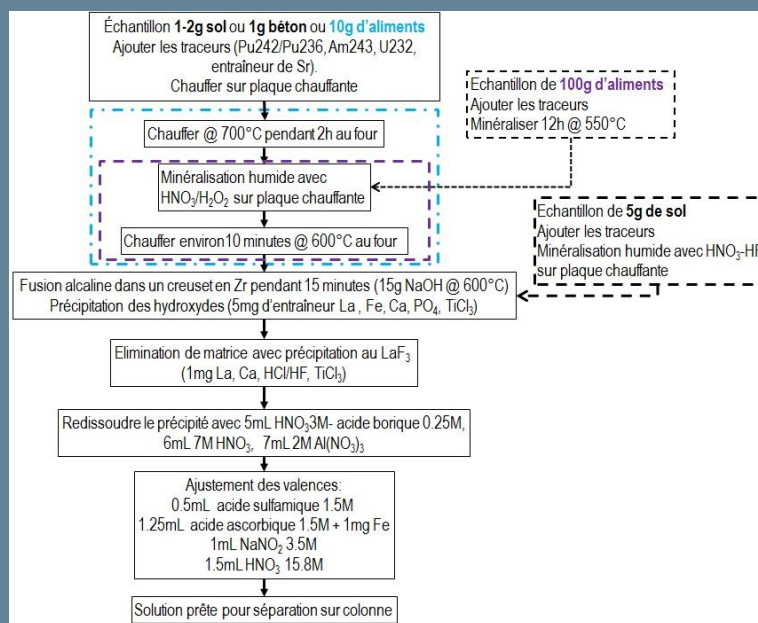 Échantillon 1-2g sol ou 1g béton ou 10g d'aliments
Ajouter les traceurs (Pu242/Pu236, Am243, U232,
entraîneur de Sr).
Chauffer sur plaque chauffante
Echantillon de 100g d'aliments
Ajouter les traceurs
Minéraliser 12h @ 550°C
Chauffer @ 700°C pendant 2h au four
Minéralisation humide avec
HNO₃/H₂O₂ sur plaque chauffante
Chauffer environ10 minutes @ 600°C au four
Echantillon de 5g de sol
Ajouter les traceurs
Minéralisation humide avec HNO₃-HF
sur plaque chauffante
Fusion alcaline dans un creuset en Zr pendant 15 minutes (15g NaOH @ 600°C)
Précipitation des hydroxydes (5mg d'entraîneur La , Fe, Ca, PO₄, TiCl₃)
Elimination de matrice avec précipitation au LaF₃
(1mg La, Ca, HCl/HF, TiCl₃)
Redissoudre le précipité avec 5mL HNO₃3M- acide borique 0.25M,
6mL 7M HNO₃, 7mL 2M Al(NO₃)₃
Ajustement des valences:
0.5mL acide sulfamique 1.5M
1.25mL acide ascorbique 1.5M + 1mg Fe
1mL NaNO₂ 3.5M
1.5mL HNO₃ 15.8M
Solution prête pour séparation sur colonne